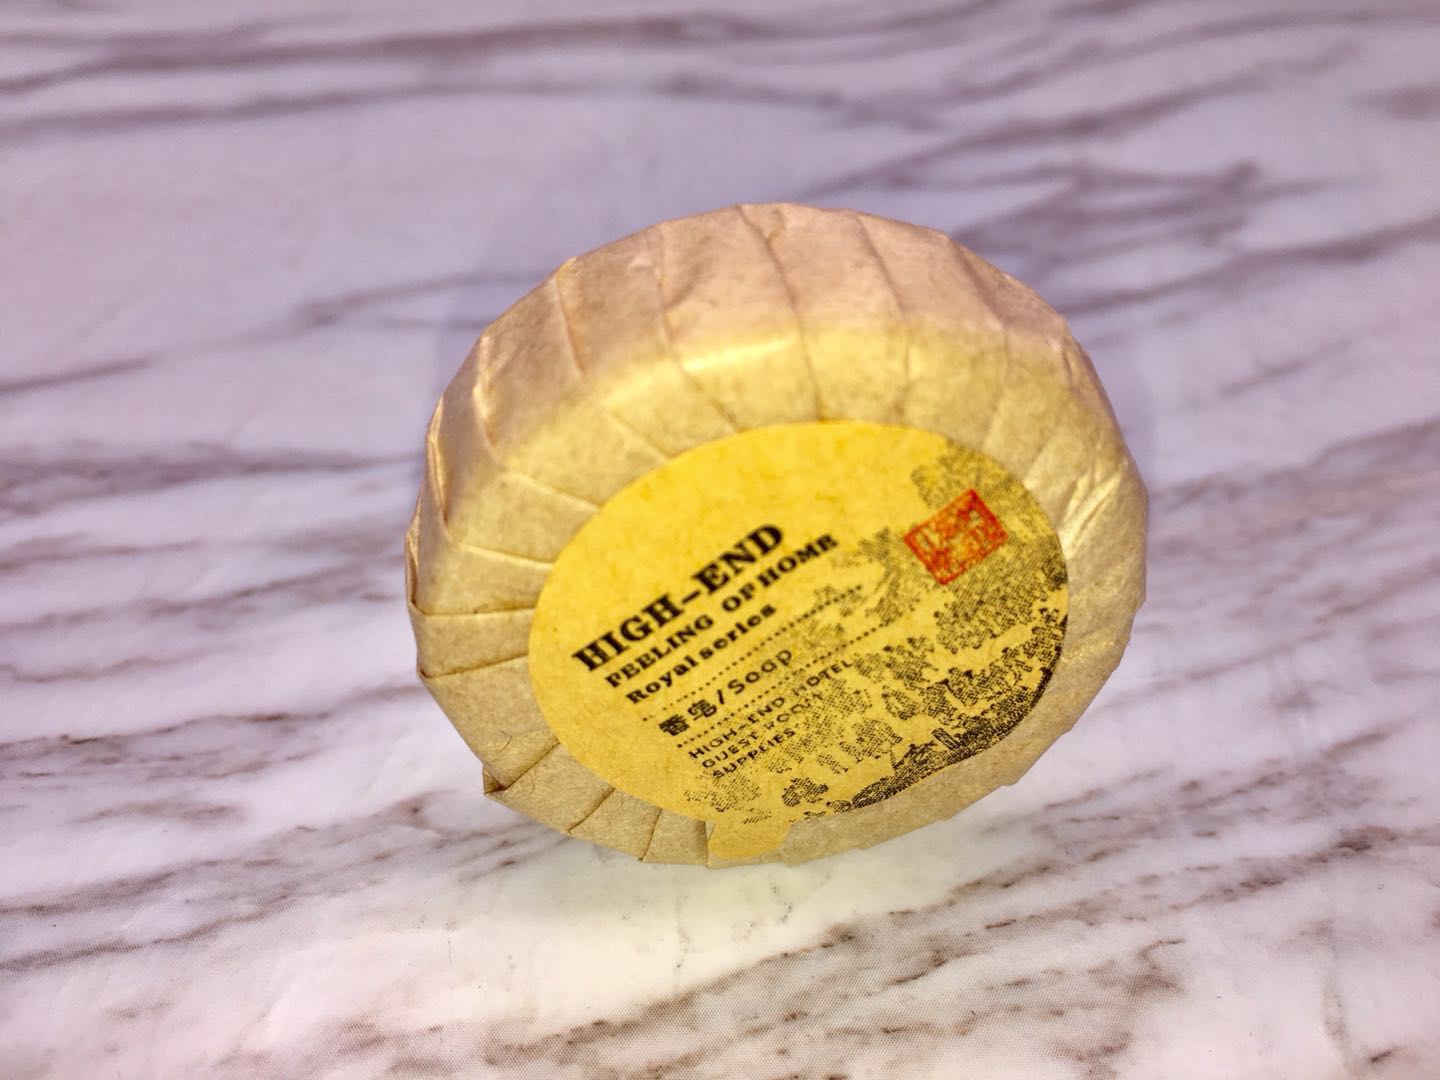 HIGH-END
FEELING OF HOME
Royal series
香皂/Soap
HIGH-END HOTEL
GUEST ROOM
SUPPLIES